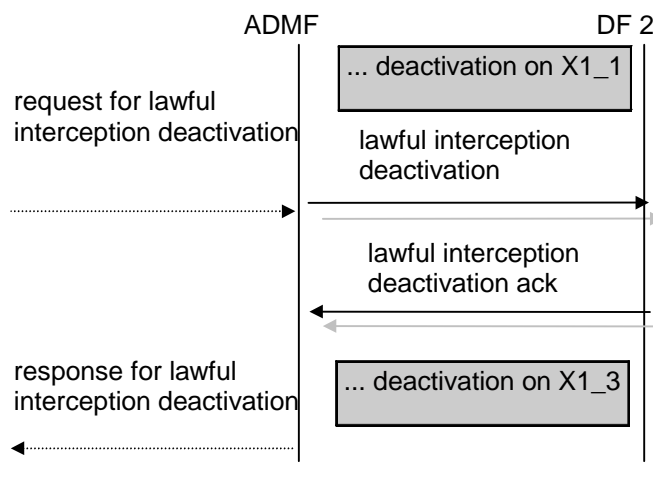 ADMF
DF 2
... deactivation on X1_1
request for lawful
interception deactivation
lawful interception
deactivation
lawful interception
deactivation ack
response for lawful
interception deactivation
... deactivation on X1_3